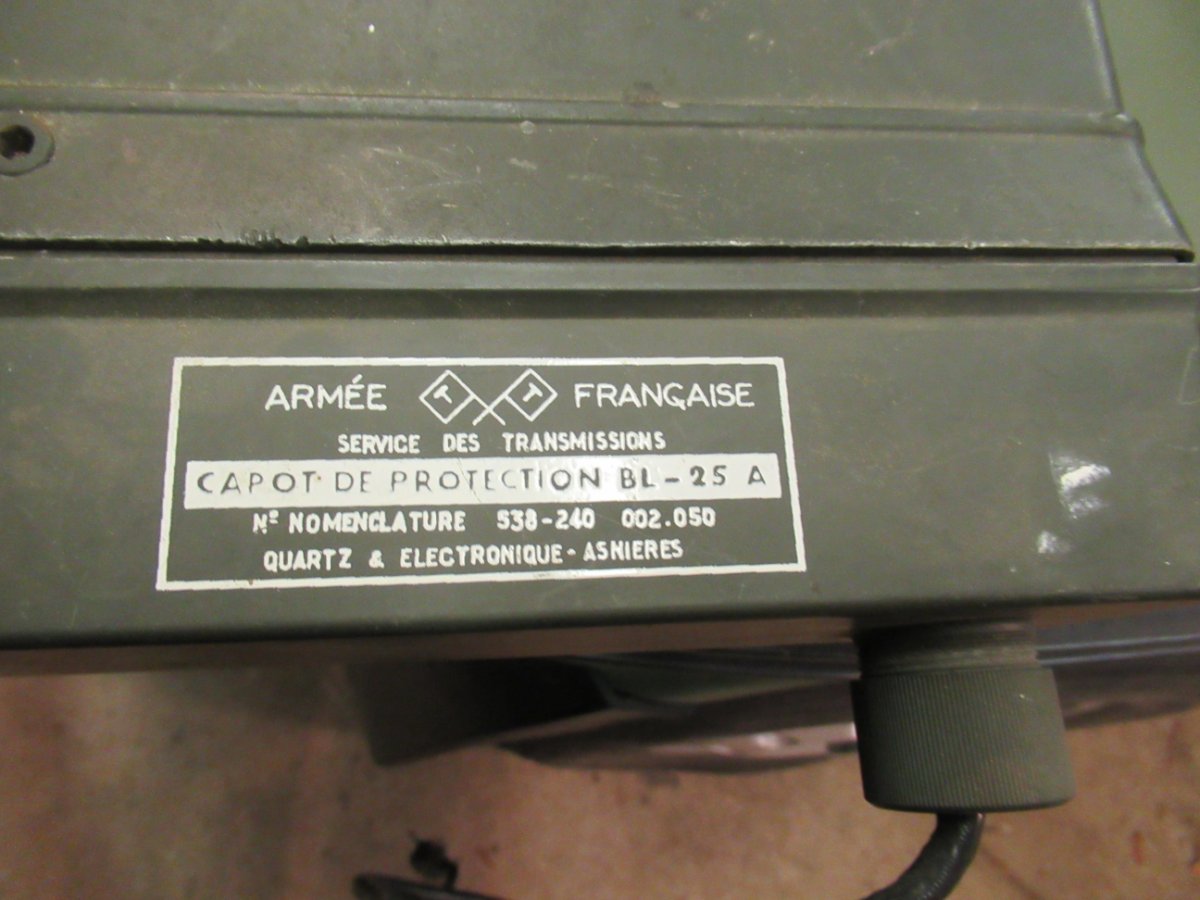 ARMÉE T T FRANÇAISE
SERVICE DES TRANSMISSIONS
CAPOT DE PROTECTION BL-25 A
Nº NOMENCLATURE 538-240 002.050
QUARTZ & ELECTRONIQUE - ASNIERES